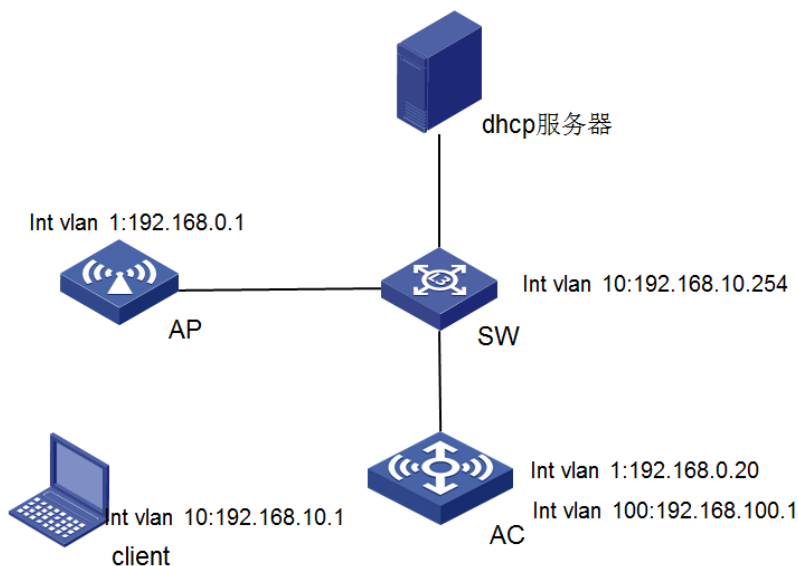 dhcp服务器
Int vlan 1:192.168.0.1
AP
Int vlan 10:192.168.10.254
L3
SW
Int vlan 1:192.168.0.20
Int vlan 100:192.168.100.1
AC
Int vlan 10:192.168.10.1
client